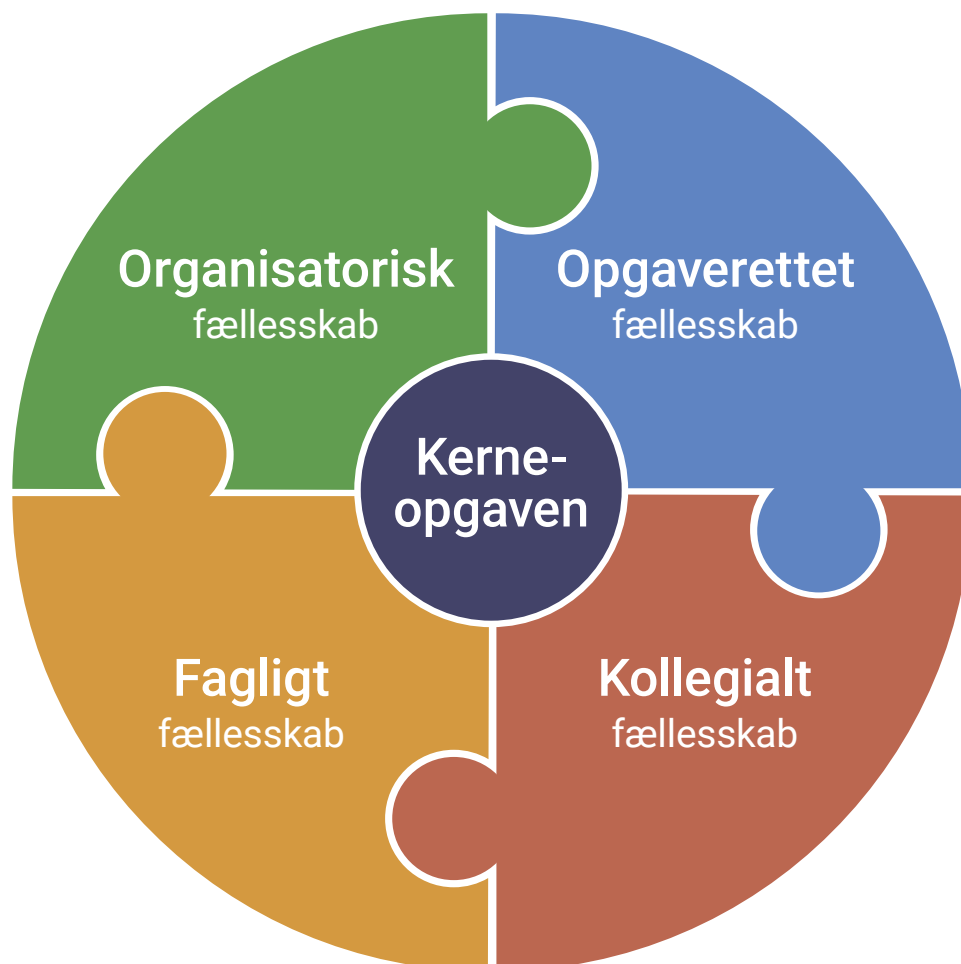 Organisatorisk
fællesskab
Opgaverettet
fællesskab
Kerne-
opgaven
Fagligt
fællesskab
Kollegialt
fællesskab